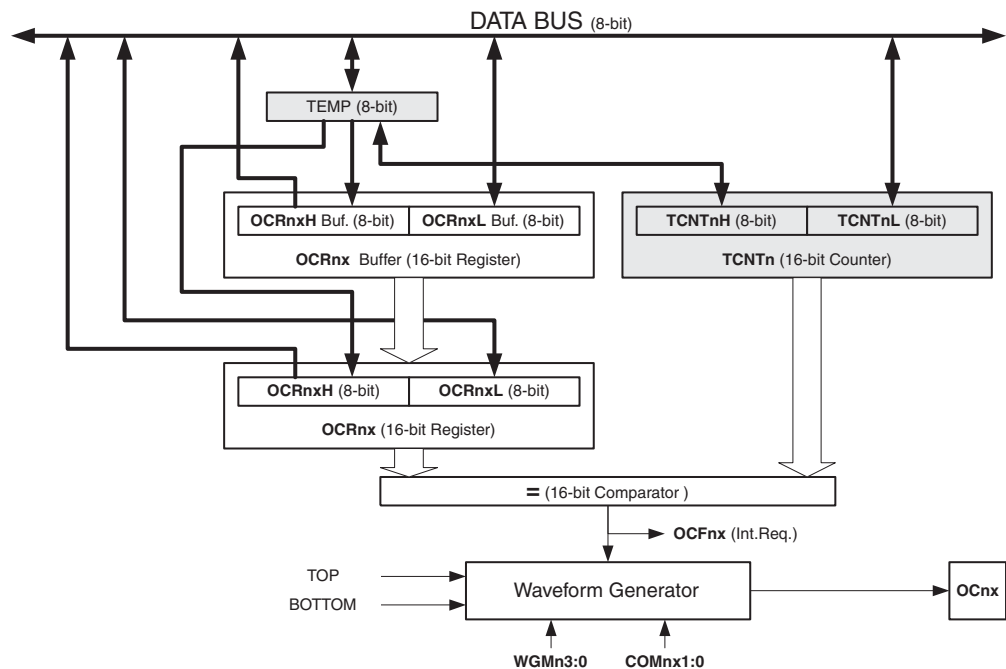 DATA BUS (8-bit)
TEMP (8-bit)
OCRnxH Buf. (8-bit)
OCRnxL Buf. (8-bit)
OCRnx Buffer (16-bit Register)
TCNTnH (8-bit)
TCNTnL (8-bit)
TCNTn (16-bit Counter)
OCRnxH (8-bit)
OCRnxL (8-bit)
OCRnx (16-bit Register)
= (16-bit Comparator )
OCFnx (Int.Req.)
TOP
BOTTOM
Waveform Generator
OCnx
WGMn3:0
COMnx1:0